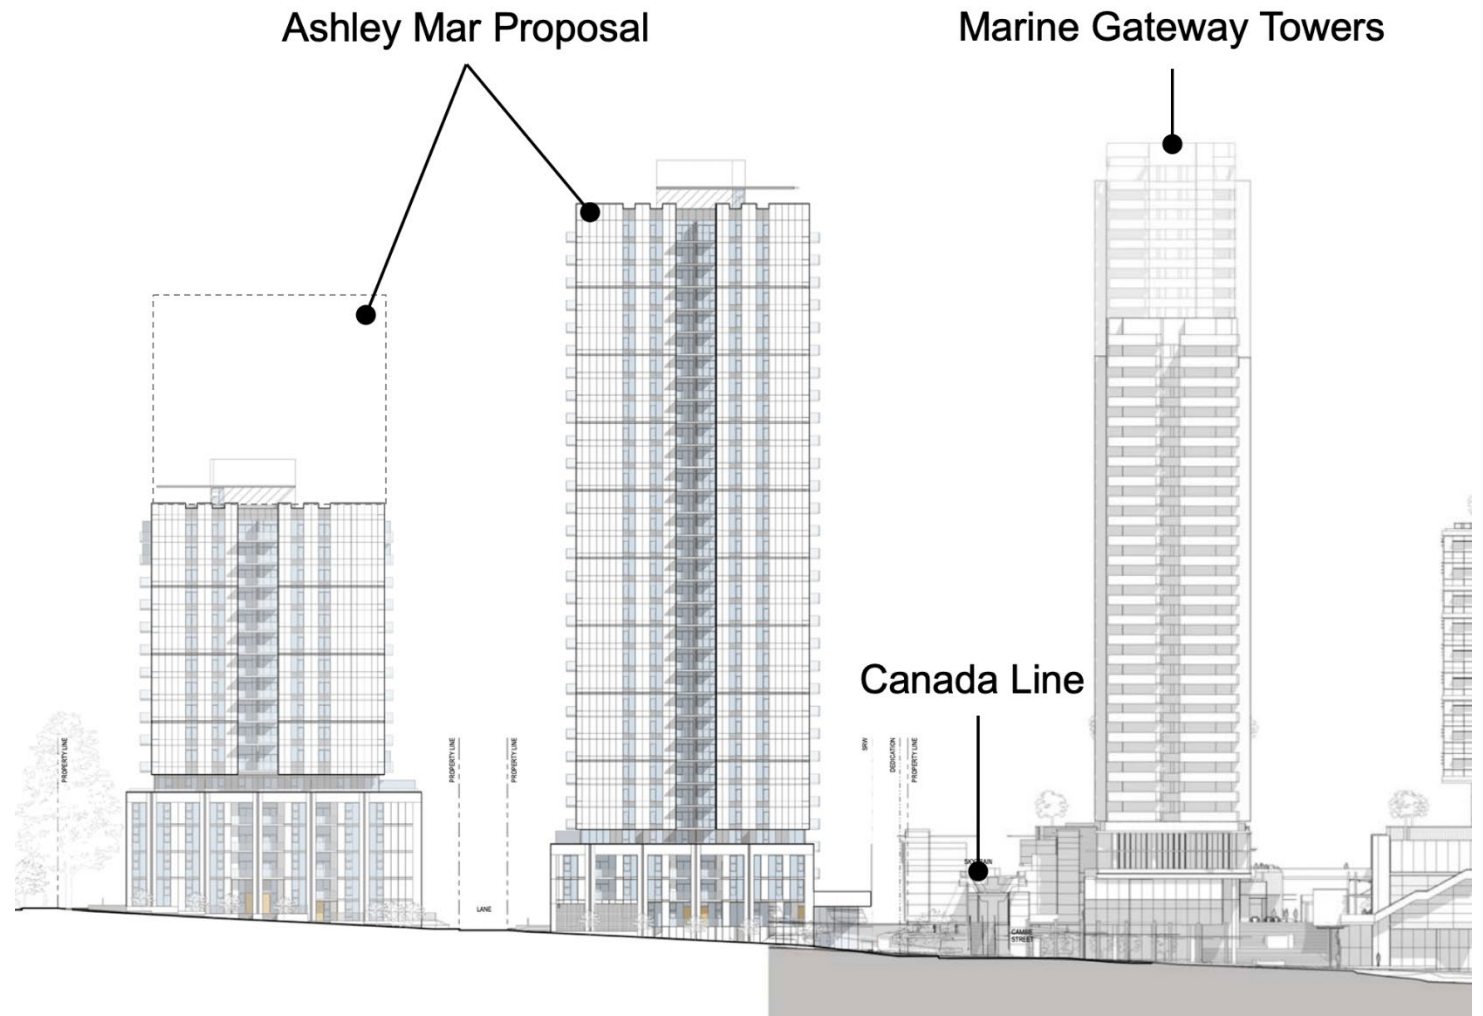 Ashley Mar Proposal
Marine Gateway Towers
Canada Line
PROPERTY LINE
PROPERTY LINE
PROPERTY LINE
SRW
DEDICATION
PROPERTY LINE
LANE
CAMBIE
STREET